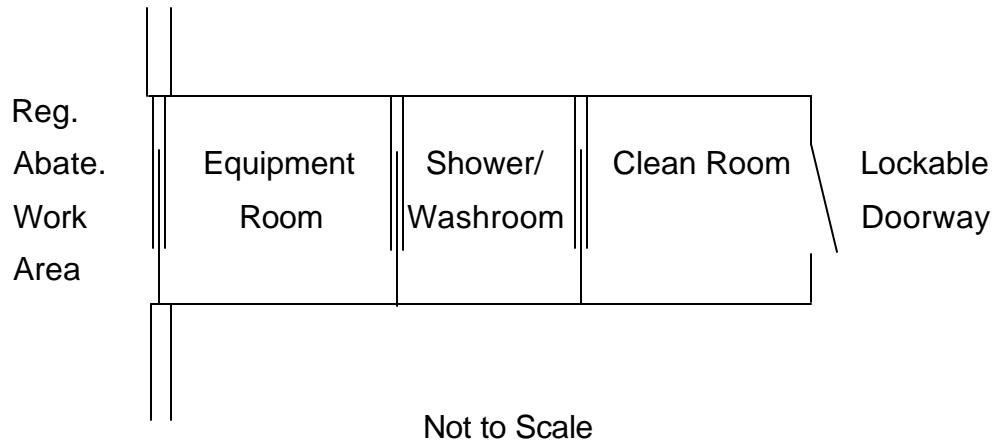 Reg.
Abate.
Work
Area
Equipment
Room
Shower/
Washroom
Clean Room
Lockable
Doorway
Not to Scale